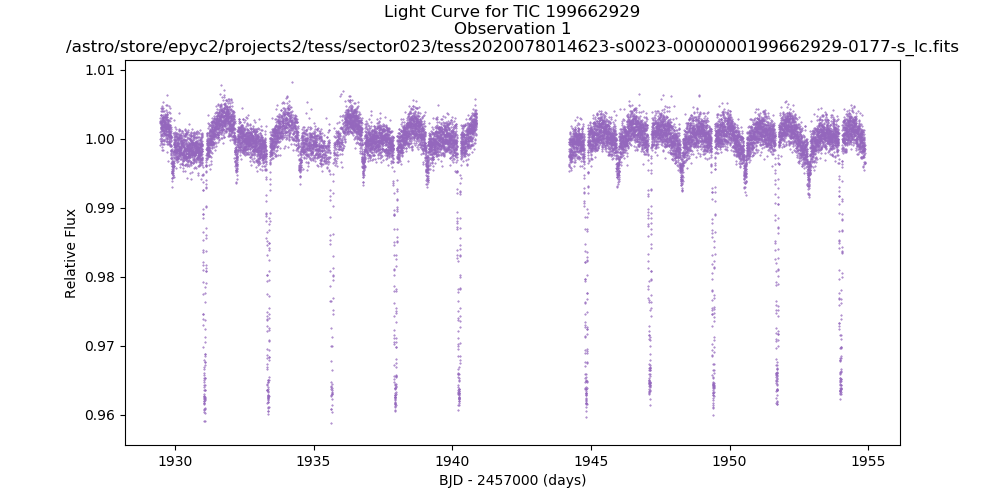 Light Curve for TIC 199662929
Observation 1
/astro/store/epyc2/projects2/tess/sector023/tess2020078014623-s0023-0000000199662929-0177-s_lc.fits
1.01
1.00
0.99
0.98
0.97
0.96
Relative Flux
1930
1935
1940
1945
1950
1955
BJD - 2457000 (days)